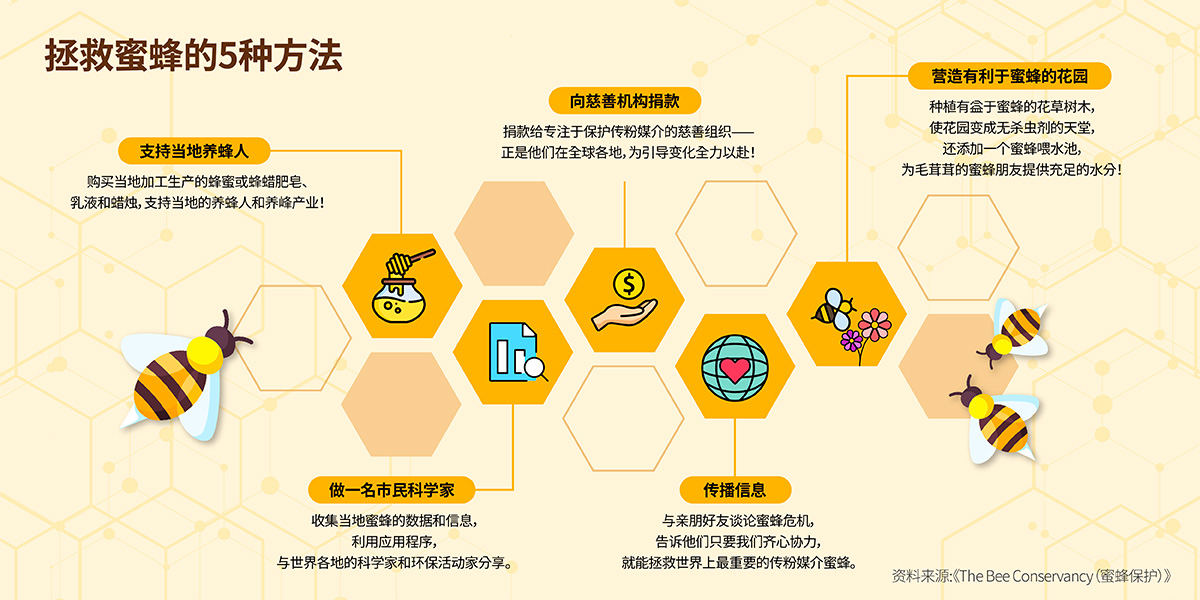 拯救蜜蜂的5种方法
支持当地养蜂人
购买当地加工生产的蜂蜜或蜂蜡肥皂、
乳液和蜡烛, 支持当地的养蜂人和养峰产业!
做一名市民科学家
收集当地蜜蜂的数据和信息,
利用应用程序,
与世界各地的科学家和环保活动家分享。
向慈善机构捐款
捐款给专注于保护传粉媒介的慈善组织——
正是他们在全球各地, 为引导变化全力以赴!
$
传播信息
与亲朋好友谈论蜜蜂危机,
告诉他们只要我们齐心协力,
就能拯救世界上最重要的传粉媒介蜜蜂。
营造有利于蜜蜂的花园
种植有益于蜜蜂的花草树木,
使花园变成无杀虫剂的天堂,
还添加一个蜜蜂喂水池,
为毛茸茸的蜜蜂朋友提供充足的水分!
资料来源:《The Bee Conservancy (蜜蜂保护) 》